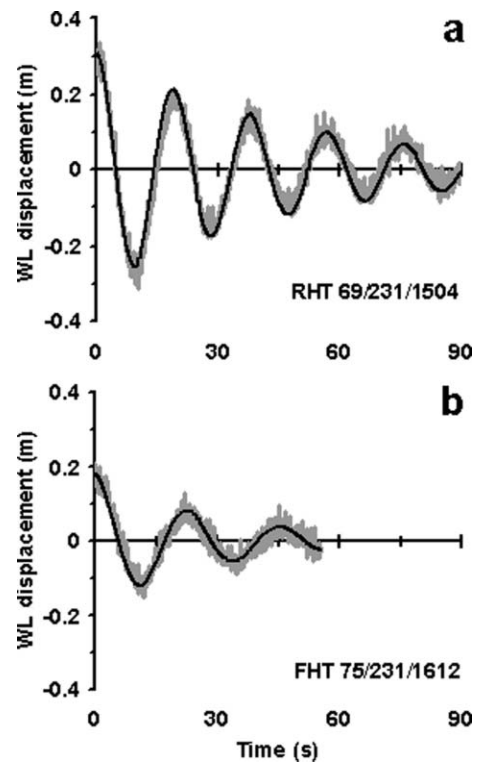 a
0.4
0.2
0
-0.2
-0.4
WL displacement (m)
RHT 69/231/1504
0 30 60 90
b
0.4
0.2
0
-0.2
-0.4
WL displacement (m)
FHT 75/231/1612
0 30 60 90
Time (s)